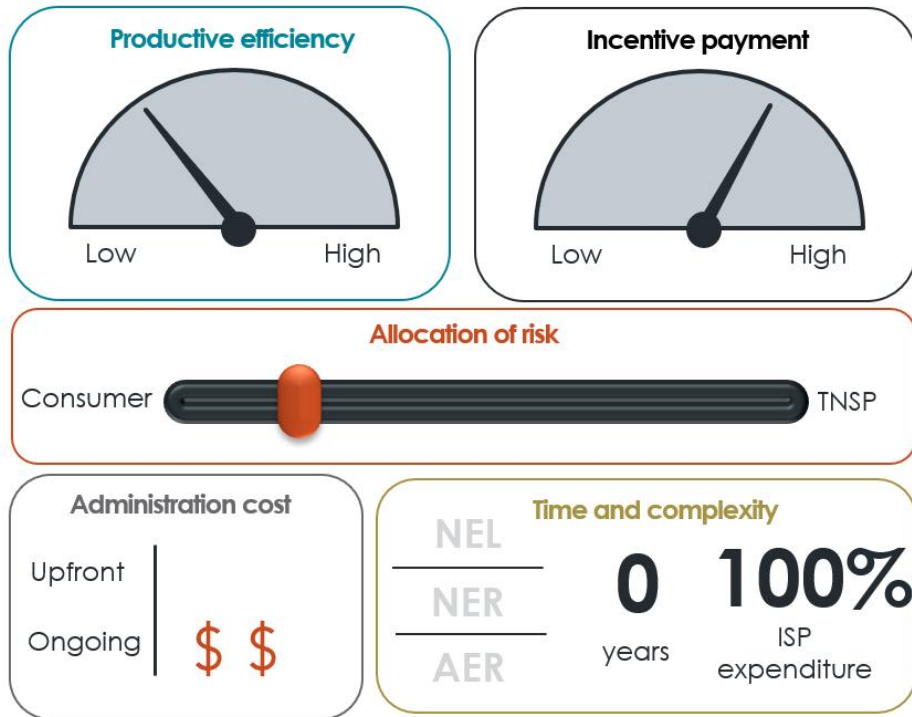 Productive efficiency
Low
High
Incentive payment
Low
High
Allocation of risk
Consumer
TNSP
Administration cost
Upfront
Ongoing
$ $
Time and complexity
NEL
NER
AER
0
years
100%
ISP
expenditure